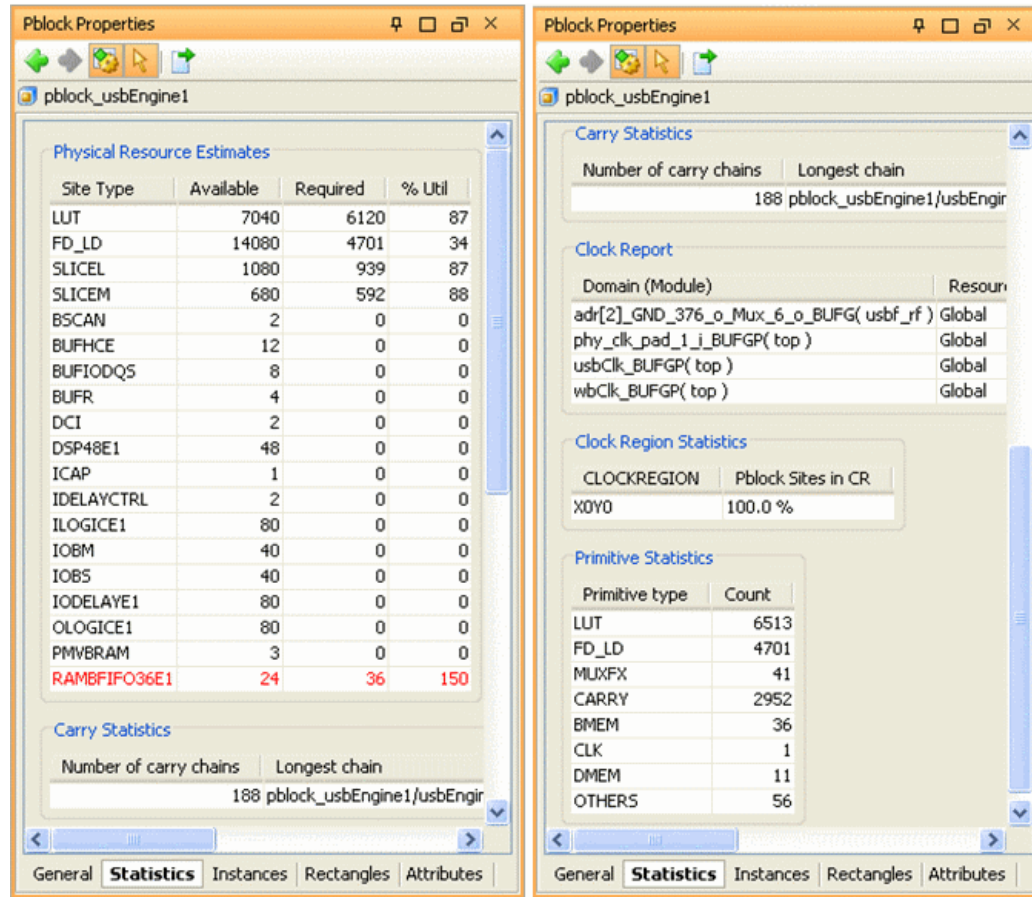 Pblock Properties
pblock_usbEngine1
Physical Resource Estimates
Site Type Available Required % Util
LUT 7040 6120 87
FD_LD 14080 4701 34
SLICEL 1080 939 87
SLICEM 680 592 88
BSCAN 2 0 0
BUFHCE 12 0 0
BUFIODQS 8 0 0
BUFR 4 0 0
DCI 2 0 0
DSP48E1 48 0 0
ICAP 1 0 0
IDELAYCTRL 2 0 0
ILOGICE1 80 0 0
IOBM 40 0 0
IOBS 40 0 0
IODELAYE1 80 0 0
OLOGICE1 80 0 0
PMVBRAM 3 0 0
RAMBFIFO36E1 24 36 150
Carry Statistics
Number of carry chains Longest chain
188 pblock_usbEngine1/usbEngir
General Statistics Instances Rectangles Attributes
Pblock Properties
pblock_usbEngine1
Carry Statistics
Number of carry chains Longest chain
188 pblock_usbEngine1/usbEngir
Clock Report
Domain (Module) Resour
adr[2]_GND_376_o_Mux_6_o_BUFG( usbf_rf ) Global
phy_clk_pad_1_i_BUFGP( top ) Global
usbClk_BUFGP( top ) Global
wbClk_BUFGP( top ) Global
Clock Region Statistics
CLOCKREGION Pblock Sites in CR
X0Y0 100.0 %
Primitive Statistics
Primitive type Count
LUT 6513
FD_LD 4701
MUXFX 41
CARRY 2952
BMEM 36
CLK 1
DMEM 11
OTHERS 56
General Statistics Instances Rectangles Attributes